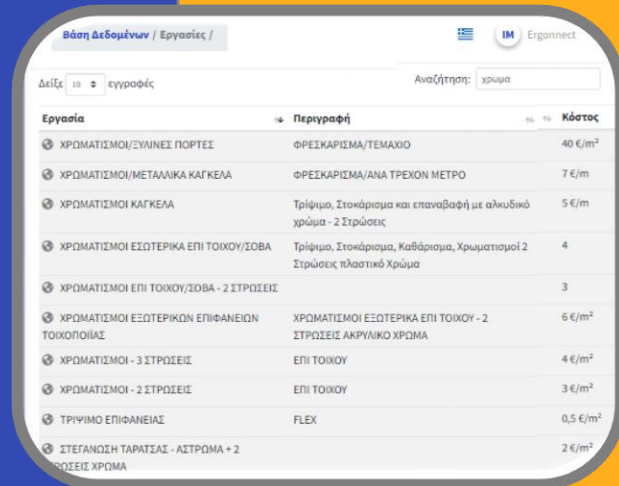 Βάση Δεδομένων / Εργασίες /
IM Ergonnect
Δείξε 10 εγγραφές
Αναζήτηση: χρωμα
Εργασία Περιγραφή Κόστος
ΧΡΩΜΑΤΙΣΜΟΙ/ΞΥΛΙΝΕΣ ΠΟΡΤΕΣ ΦΡΕΣΚΑΡΙΣΜΑ/ΤΕΜΑΧΙΟ 40 €/m²
ΧΡΩΜΑΤΙΣΜΟΙ/ΜΕΤΑΛΛΙΚΑ ΚΑΓΚΕΛΑ ΦΡΕΣΚΑΡΙΣΜΑ/ΑΝΑ ΤΡΕΧΟΝ ΜΕΤΡΟ 7 €/m
ΧΡΩΜΑΤΙΣΜΟΙ ΚΑΓΚΕΛΑ Τρίψιμο, Στοκάρισμα και επαναβαφή με αλκυδικό 5 €/m
χρώμα - 2 Στρώσεις
ΧΡΩΜΑΤΙΣΜΟΙ ΕΣΩΤΕΡΙΚΑ ΕΠΙ ΤΟΙΧΟΥ/ΣΟΒΑ Τρίψιμο, Στοκάρισμα, Καθάρισμα, Χρωματισμοί 2 4
Στρώσεις πλαστικό Χρώμα
ΧΡΩΜΑΤΙΣΜΟΙ ΕΠΙ ΤΟΙΧΟΥ/ΣΟΒΑ - 2 ΣΤΡΩΣΕΙΣ 3
ΧΡΩΜΑΤΙΣΜΟΙ ΕΞΩΤΕΡΙΚΩΝ ΕΠΙΦΑΝΕΙΩΝ ΧΡΩΜΑΤΙΣΜΟΙ ΕΞΩΤΕΡΙΚΑ ΕΠΙ ΤΟΙΧΟΥ - 2 6 €/m²
ΤΟΙΧΟΠΟΙΪΑΣ ΣΤΡΩΣΕΙΣ ΑΚΡΥΛΙΚΟ ΧΡΩΜΑ
ΧΡΩΜΑΤΙΣΜΟΙ - 3 ΣΤΡΩΣΕΙΣ ΕΠΙ ΤΟΙΧΟΥ 4 €/m²
ΧΡΩΜΑΤΙΣΜΟΙ - 2 ΣΤΡΩΣΕΙΣ ΕΠΙ ΤΟΙΧΟΥ 3 €/m²
ΤΡΙΨΙΜΟ ΕΠΙΦΑΝΕΙΑΣ FLEX 0,5 €/m²
ΣΤΕΓΑΝΩΣΗ ΤΑΡΑΤΣΑΣ - ΑΣΤΡΩΜΑ + 2 2 €/m²
ΧΡΩΜΑ